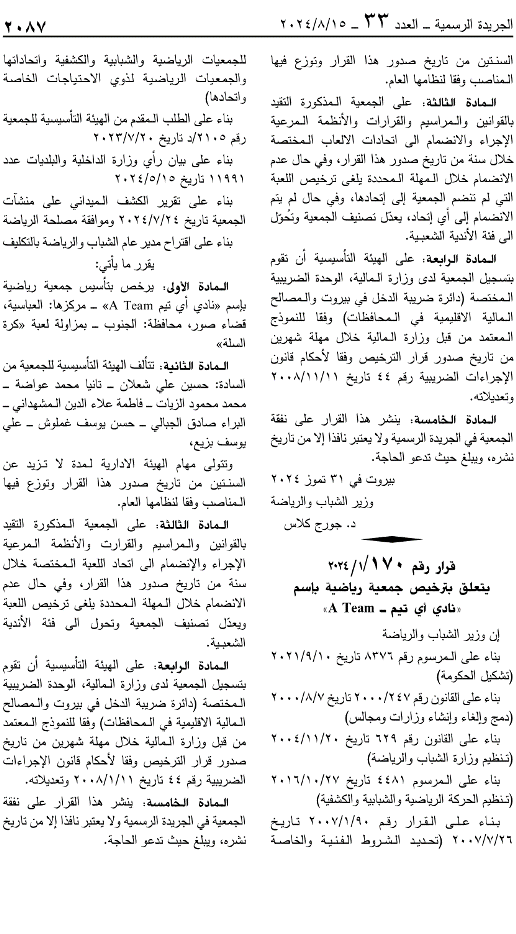 الجريدة الرسمية ــ العدد ٣٣ ــ ٢٠٢٤/٨/١٥
٢٠٨٧
السنتين من تاريخ صدور هذا القرار وتوزع فيها
المناصب وفقا لنظامها العام.
المادة الثالثة: على الجمعية المذكورة التقيد
بالقوانين والمراسيم والقرارات والأنظمة المرعية
الإجراء والانضمام الى اتحادات الالعاب المختصة
خلال سنة من تاريخ صدور هذا القرار، وفي حال عدم
الانضمام خلال المهلة المحددة يلغى ترخيص اللعبة
التي لم تنضم الجمعية إلى إتحادها، وفي حال لم يتم
الانضمام إلى أي إتحاد، يعدّل تصنيف الجمعية وتُحوّل
الى فئة الأندية الشعبية.
المادة الرابعة: على الهيئة التأسيسية أن تقوم
بتسجيل الجمعية لدى وزارة المالية، الوحدة الضريبية
المختصة (دائرة ضريبة الدخل في بيروت والمصالح
المالية الاقليمية في المحافظات) وفقا للنموذج
المعتمد من قبل وزارة المالية خلال مهلة شهرين
من تاريخ صدور قرار الترخيص وفقا لأحكام قانون
الإجراءات الضريبية رقم ٤٤ تاريخ ٢٠٠٨/١١/١١
وتعديلاته.
المادة الخامسة: ينشر هذا القرار على نفقة
الجمعية في الجريدة الرسمية ولا يعتبر نافذا إلا من تاريخ
نشره، ويبلغ حيث تدعو الحاجة.
بيروت في ٣١ تموز ٢٠٢٤
وزير الشباب والرياضة
د. جورج كلاس
قرار رقم ٢٠٢٤/١/١٧٠
يتعلق بترخيص جمعية رياضية بإسم
«نادي أي تيم ــ A Team»
إن وزير الشباب والرياضة
بناء على المرسوم رقم ٨٣٧٦ تاريخ ٢٠٢١/٩/١٠
(تشكيل الحكومة)
بناء على القانون رقم ٢٠٠٠/٢٤٧ تاريخ ٢٠٠٠/٨/٧
(دمج وإلغاء وإنشاء وزارات ومجالس)
بناء على القانون رقم ٦٢٩ تاريخ ٢٠٠٤/١١/٢٠
(تنظيم وزارة الشباب والرياضة)
بناء على المرسوم ٤٤٨١ تاريخ ٢٠١٦/١٠/٢٧
(تنظيم الحركة الرياضية والشبابية والكشفية)
بناء على القرار رقم ٢٠٠٧/١/٩٠ تاريخ
٢٠٠٧/٧/٢٦ (تحديد الشروط الفنية والخاصة
للجمعيات الرياضية والشبابية والكشفية واتحاداتها
والجمعيات الرياضية لذوي الاحتياجات الخاصة
واتحادها)
بناء على الطلب المقدم من الهيئة التأسيسية للجمعية
رقم ٢١٠٥/د تاريخ ٢٠٢٣/٧/٢٠
بناء على بيان رأي وزارة الداخلية والبلديات عدد
١١٩٩١ تاريخ ٢٠٢٤/٥/١٥
بناء على تقرير الكشف الميداني على منشآت
الجمعية تاريخ ٢٠٢٤/٧/٢٤ وموافقة مصلحة الرياضة
بناء على اقتراح مدير عام الشباب والرياضة بالتكليف
يقرر ما يأتي:
المادة الأولى: يرخص بتأسيس جمعية رياضية
بإسم «نادي أي تيم A Team» ــ مركزها: العباسية،
قضاء صور، محافظة: الجنوب ــ بمزاولة لعبة «كرة
السلة»
المادة الثانية: تتألف الهيئة التأسيسية للجمعية من
السادة: حسين علي شعلان ــ تانيا محمد عواضة ــ
محمد محمود الزيات ــ فاطمة علاء الدين المشهداني ــ
البراء صادق الجبالي ــ حسن يوسف غملوش ــ علي
يوسف بزيع،
وتتولى مهام الهيئة الادارية لمدة لا تزيد عن
السنتين من تاريخ صدور هذا القرار وتوزع فيها
المناصب وفقا لنظامها العام.
المادة الثالثة: على الجمعية المذكورة التقيد
بالقوانين والمراسيم والقرارت والأنظمة المرعية
الإجراء والإنضمام الى اتحاد اللعبة المختصة خلال
سنة من تاريخ صدور هذا القرار، وفي حال عدم
الانضمام خلال المهلة المحددة يلغى ترخيص اللعبة
ويعدّل تصنيف الجمعية وتحول الى فئة الأندية
الشعبية.
المادة الرابعة: على الهيئة التأسيسية أن تقوم
بتسجيل الجمعية لدى وزارة المالية، الوحدة الضريبية
المختصة (دائرة ضريبة الدخل في بيروت والمصالح
المالية الاقليمية في المحافظات) وفقا للنموذج المعتمد
من قبل وزارة المالية خلال مهلة شهرين من تاريخ
صدور قرار الترخيص وفقا لأحكام قانون الإجراءات
الضريبية رقم ٤٤ تاريخ ٢٠٠٨/١/١١ وتعديلاته.
المادة الخامسة: ينشر هذا القرار على نفقة
الجمعية في الجريدة الرسمية ولا يعتبر نافذا إلا من تاريخ
نشره، ويبلغ حيث تدعو الحاجة.